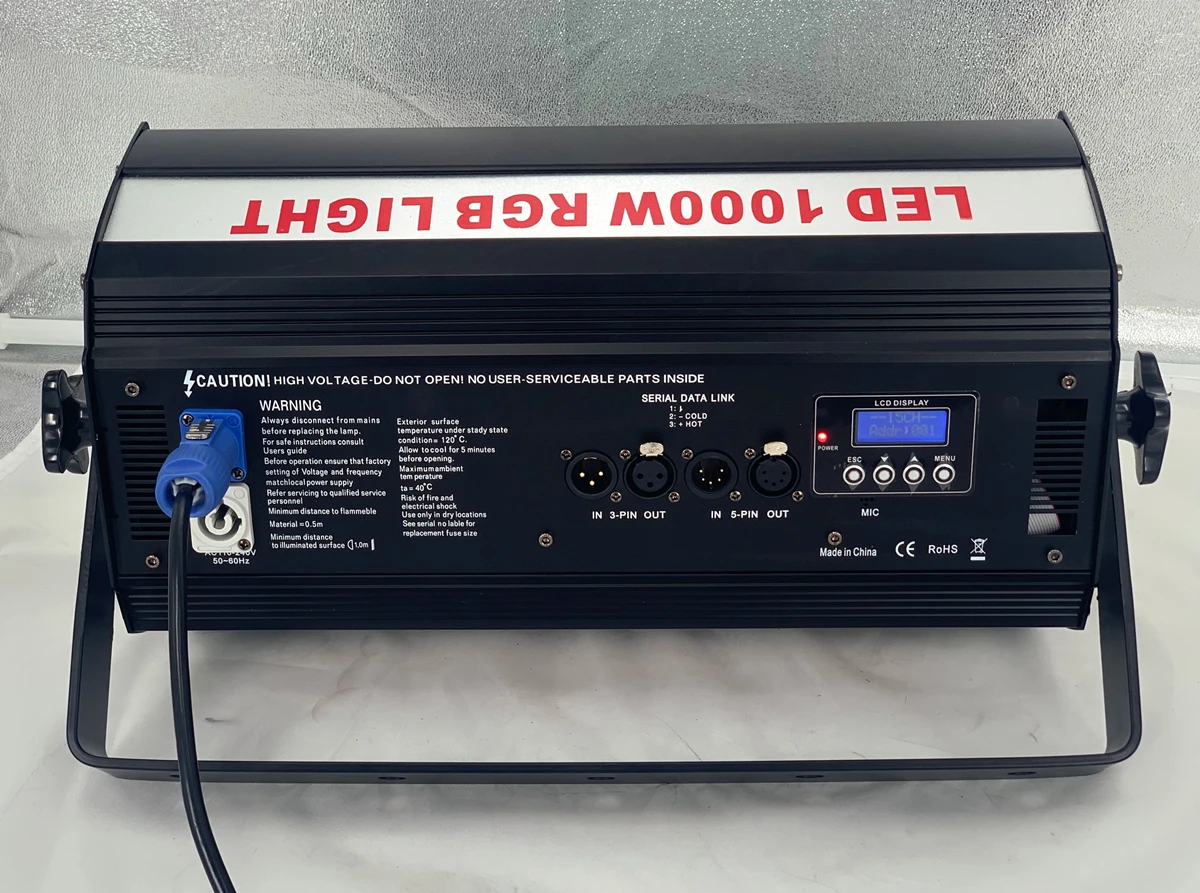 LED 1000W RGB LIGHT
CAUTION! HIGH VOLTAGE-DO NOT OPEN! NO USER-SERVICEABLE PARTS INSIDE
WARNING
Always disconnect from mains
before replacing the lamp.
For safe instructions consult
Users guide
Before operation ensure that factory
setting of Voltage and frequency
matchlocal power supply
Refer servicing to qualified service
personnel
Minimum distance to flammeble
Material =0.5m
Minimum distance
to illuminated surface 1,0m
Exterior surface
temperature under stady state
condition= 120°C.
Allow to cool for 5 minutes
before opening.
Maximum ambient
tem perature
ta = 40°C
Risk of fire and
electrical shock
Use only in dry locations
See serial no lable for
replacement fuse size
50~60Hz
SERIAL DATA LINK
1:
2: – COLD
3: + HOT
IN 3-PIN OUT
IN 5-PIN OUT
LCD DISPLAY
--15CH--
Addr:001
POWER
ESC
MENU
MIC
Made in China
CE
RoHS